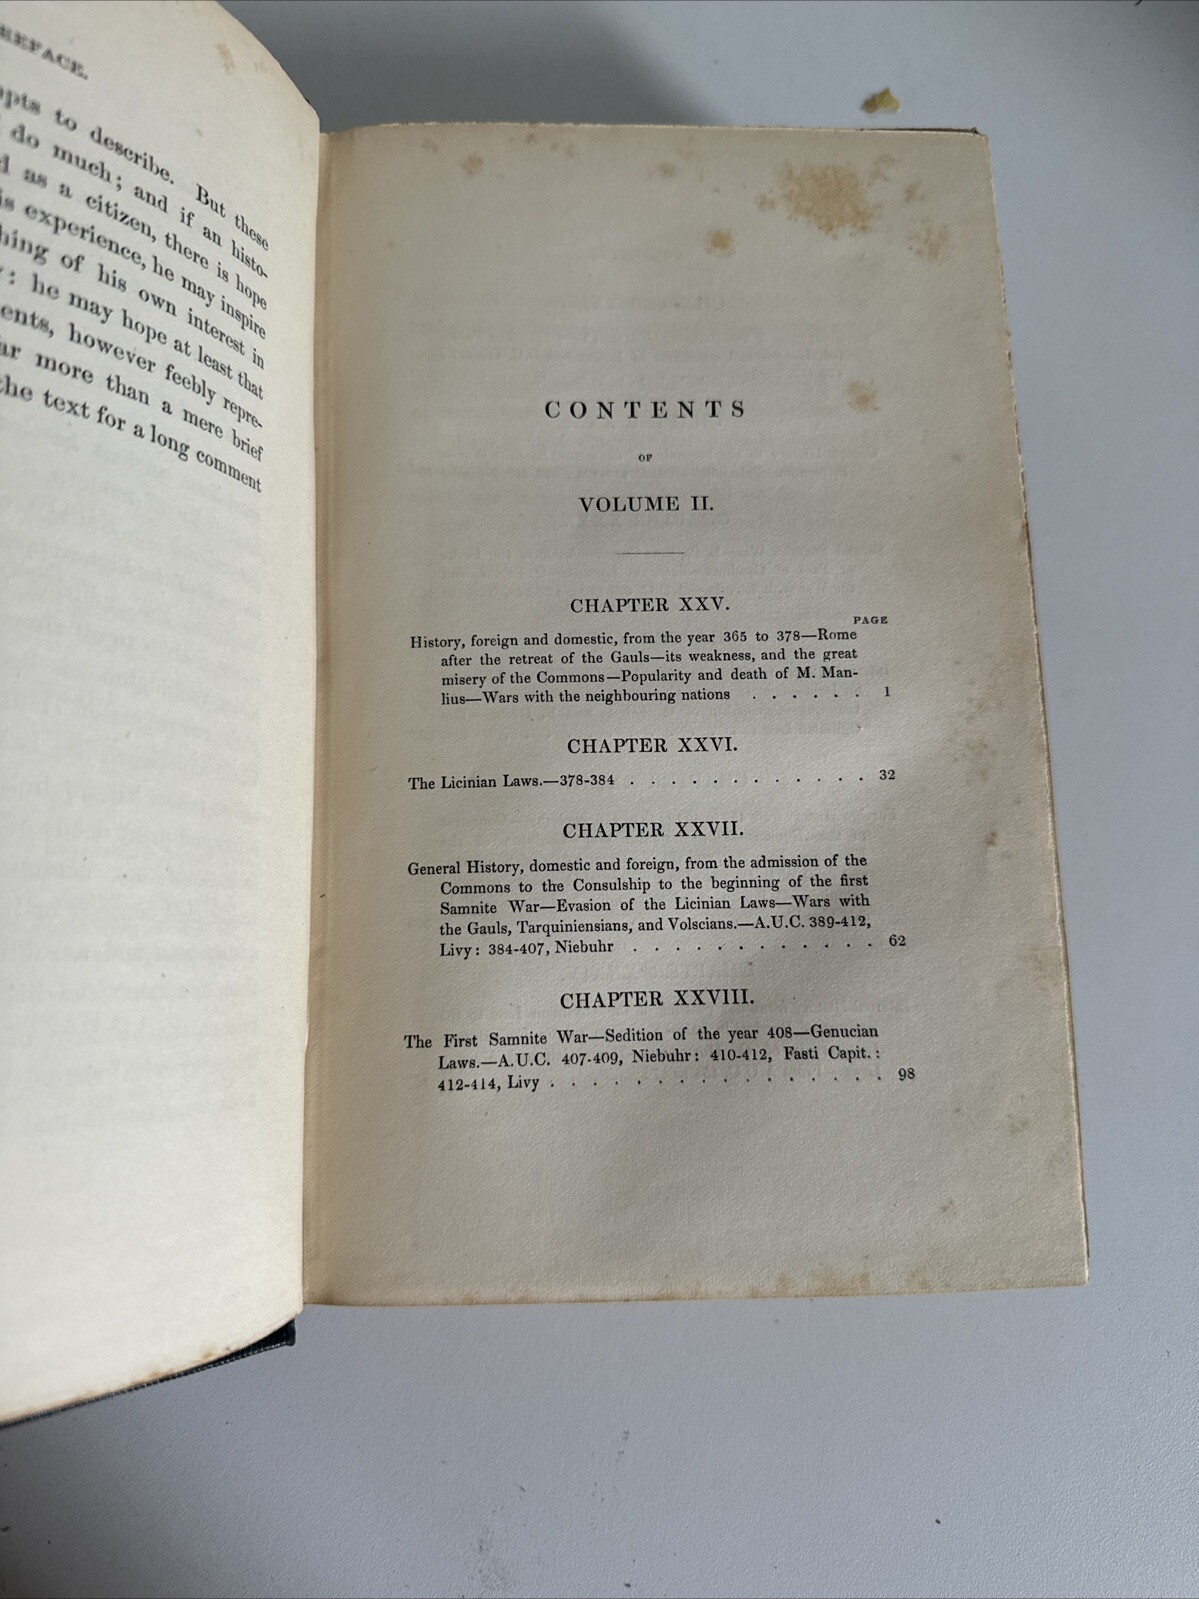 to describe. But these
do much; and if an histo-
as a citizen, there is hope
experience, he may inspire
of his own interest in
: he may hope at least that
however feebly repre-
more than a mere brief
the text for a long comment
CONTENTS
OF
VOLUME II.
CHAPTER XXV.
PAGE
History, foreign and domestic, from the year 365 to 378—Rome
after the retreat of the Gauls—its weakness, and the great
misery of the Commons—Popularity and death of M. Man-
lius—Wars with the neighbouring nations . . . . . . 1
CHAPTER XXVI.
The Licinian Laws.—378-384 . . . . . . . . . . . . 32
CHAPTER XXVII.
General History, domestic and foreign, from the admission of the
Commons to the Consulship to the beginning of the first
Samnite War—Evasion of the Licinian Laws—Wars with
the Gauls, Tarquiniensians, and Volscians.—A.U.C. 389-412,
Livy: 384-407, Niebuhr . . . . . . . . . . . . 62
CHAPTER XXVIII.
The First Samnite War—Sedition of the year 408—Genucian
Laws.—A.U.C. 407-409, Niebuhr: 410-412, Fasti Capit.:
412-414, Livy . . . . . . . . . . . . . . . . 98